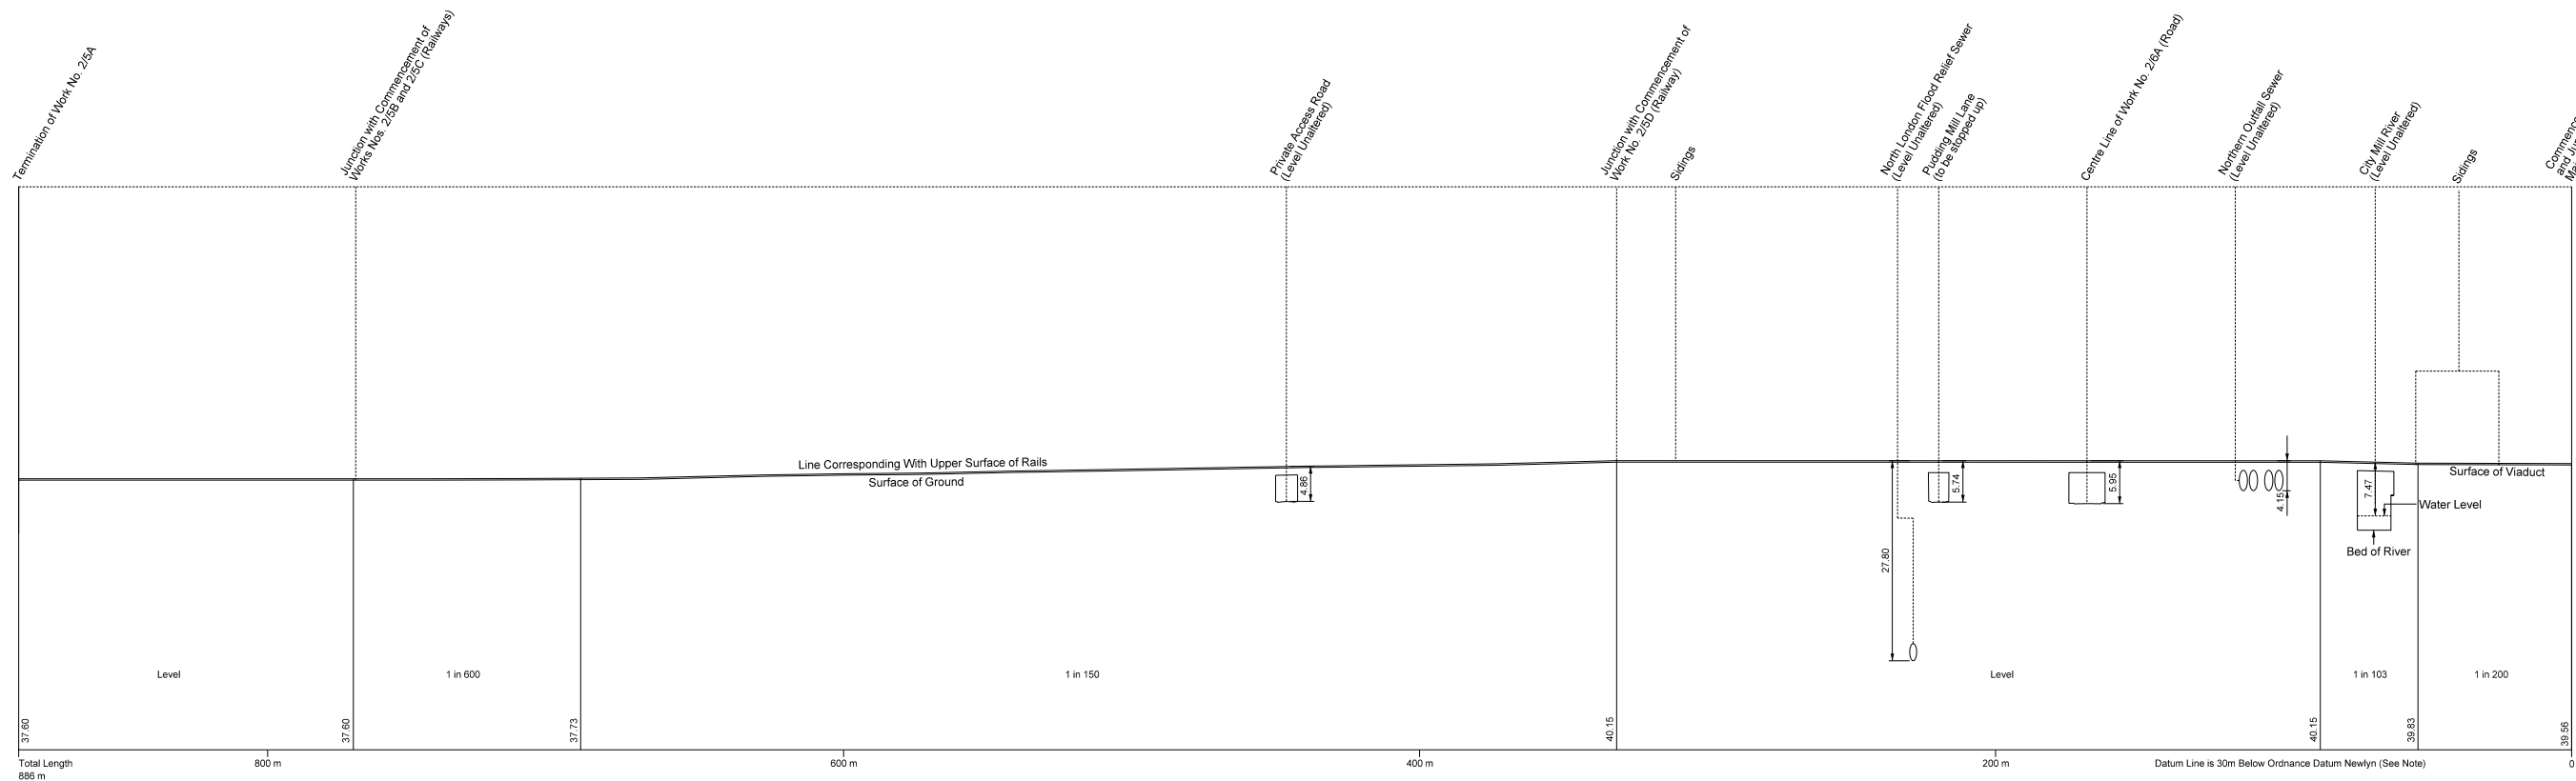 Termination of Work No. 2/5A
Junction with Commencement of
Works Nos. 2/5B and 2/5C (Railways)
Private Access Road
(Level Unaltered)
Junction with Commencement of
Work No. 2/5D (Railway)
Sidings
North London Flood Relief Sewer
(Level Unaltered)
Pudding Mill Lane
(to be stopped up)
Centre Line of Work No. 2/6A (Road)
Northern Outfall Sewer
(Level Unaltered)
City Mill River
(Level Unaltered)
Sidings
Commenc
and Ju
Ma
Line Corresponding With Upper Surface of Rails
Surface of Ground
4.86
27.80
5.74
5.95
4.15
7.47
Surface of Viaduct
Water Level
Bed of River
Level
1 in 600
1 in 150
Level
1 in 103
1 in 200
37.60
37.60
37.73
40.15
40.15
39.83
39.56
Total Length
886 m
800 m
600 m
400 m
200 m
Datum Line is 30m Below Ordnance Datum Newlyn (See Note)
0